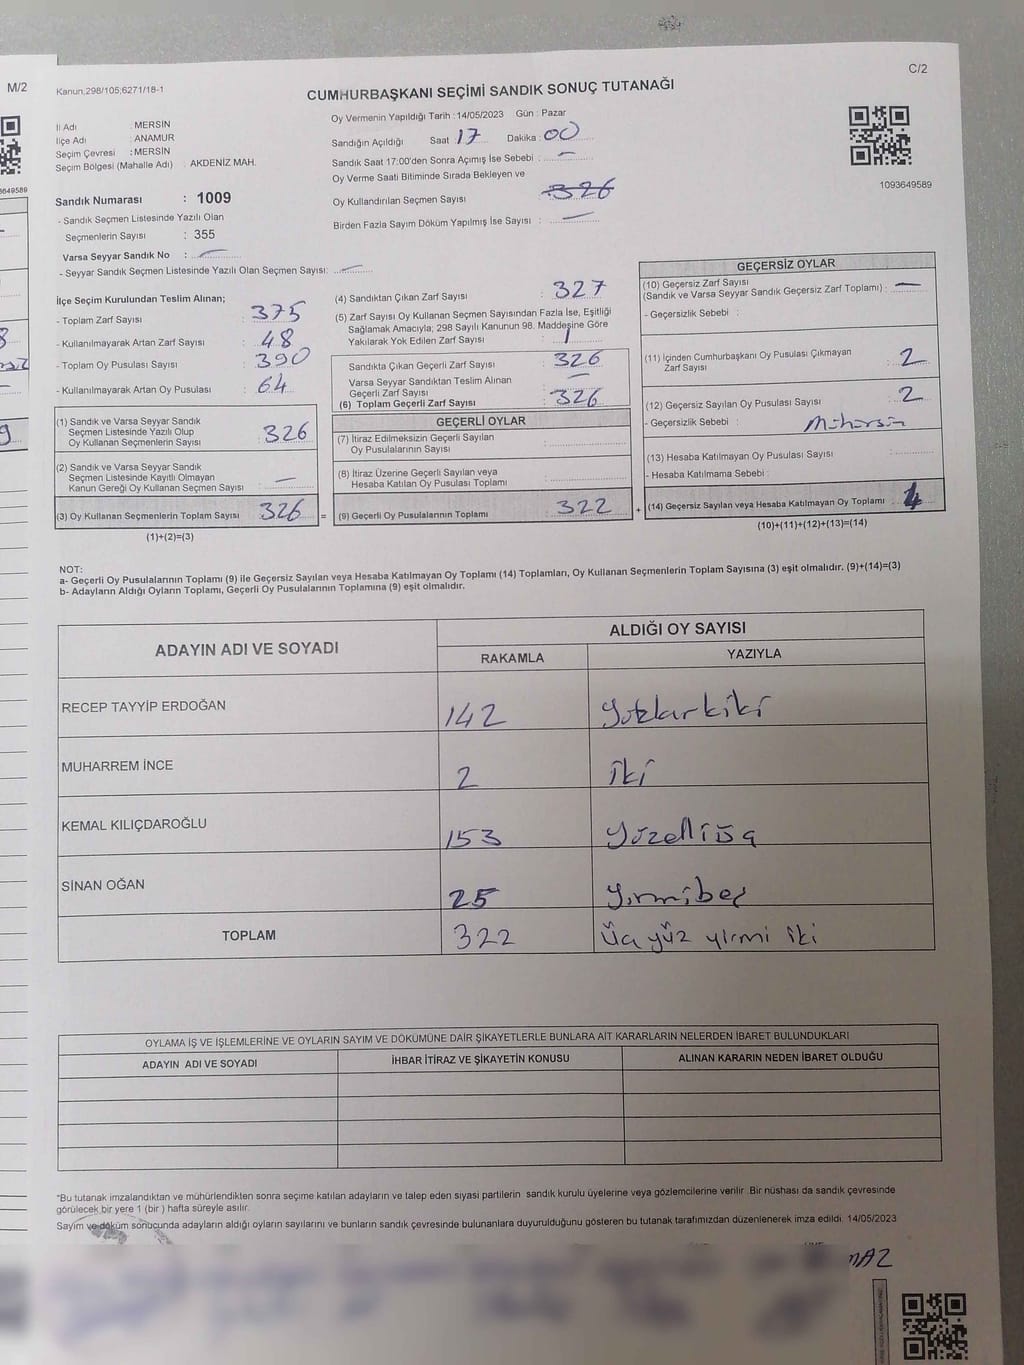 M/2
C/2
Kanun,298/105;6271/18-1
CUMHURBAŞKANI SEÇİMİ SANDIK SONUÇ TUTANAĞI
İl Adı : MERSİN
İlçe Adı : ANAMUR
Seçim Çevresi : MERSİN
Seçim Bölgesi (Mahalle Adı) : AKDENİZ MAH.
Oy Vermenin Yapıldığı Tarih :14/05/2023 Gün : Pazar
Sandığın Açıldığı Saat 17 Dakika : 00
Sandık Saat 17:00'den Sonra Açımış İse Sebebi : —
Oy Verme Saati Bitiminde Sırada Bekleyen ve
Oy Kullandırılan Seçmen Sayısı : 326
Birden Fazla Sayım Döküm Yapılmış İse Sayısı : —
1093649589
3649589
Sandık Numarası : 1009
- Sandık Seçmen Listesinde Yazılı Olan
Seçmenlerin Sayısı : 355
Varsa Seyyar Sandık No : —
- Seyyar Sandık Seçmen Listesinde Yazılı Olan Seçmen Sayısı: —
İlçe Seçim Kurulundan Teslim Alınan;
- Toplam Zarf Sayısı : 375
- Kullanılmayarak Artan Zarf Sayısı : 48
- Toplam Oy Pusulası Sayısı : 390
- Kullanılmayarak Artan Oy Pusulası : 64
(1) Sandık ve Varsa Seyyar Sandık
Seçmen Listesinde Yazılı Olup
Oy Kullanan Seçmenlerin Sayısı : 326
(2) Sandık ve Varsa Seyyar Sandık
Seçmen Listesinde Kayıtlı Olmayan
Kanun Gereği Oy Kullanan Seçmen Sayısı : —
(3) Oy Kullanan Seçmenlerin Toplam Sayısı : 326 =
(1)+(2)=(3)
(4) Sandıktan Çıkan Zarf Sayısı : 327
(5) Zarf Sayısı Oy Kullanan Seçmen Sayısından Fazla İse, Eşitliği
Sağlamak Amacıyla; 298 Sayılı Kanunun 98. Maddesine Göre
Yakılarak Yok Edilen Zarf Sayısı : 1
Sandıkta Çıkan Geçerli Zarf Sayısı : 326
Varsa Seyyar Sandıktan Teslim Alınan
Geçerli Zarf Sayısı : —
(6) Toplam Geçerli Zarf Sayısı : 326
GEÇERLİ OYLAR
(7) İtiraz Edilmeksizin Geçerli Sayılan
Oy Pusulalarının Sayısı :
(8) İtiraz Üzerine Geçerli Sayılan veya
Hesaba Katılan Oy Pusulası Toplamı :
(9) Geçerli Oy Pusulalarının Toplamı : 322 +
GEÇERSİZ OYLAR
(10) Geçersiz Zarf Sayısı
(Sandık ve Varsa Seyyar Sandık Geçersiz Zarf Toplamı) : —
- Geçersizlik Sebebi :
(11) İçinden Cumhurbaşkanı Oy Pusulası Çıkmayan
Zarf Sayısı : 2
(12) Geçersiz Sayılan Oy Pusulası Sayısı : 2
- Geçersizlik Sebebi : Mühürsün
(13) Hesaba Katılmayan Oy Pusulası Sayısı :
- Hesaba Katılmama Sebebi :
(14) Geçersiz Sayılan veya Hesaba Katılmayan Oy Toplamı : 4
(10)+(11)+(12)+(13)=(14)
NOT:
a- Geçerli Oy Pusulalarının Toplamı (9) ile Geçersiz Sayılan veya Hesaba Katılmayan Oy Toplamı (14) Toplamları, Oy Kullanan Seçmenlerin Toplam Sayısına (3) eşit olmalıdır. (9)+(14)=(3)
b- Adayların Aldığı Oyların Toplamı, Geçerli Oy Pusulalarının Toplamına (9) eşit olmalıdır.
ADAYIN ADI VE SOYADI
ALDIĞI OY SAYISI
RAKAMLA YAZIYLA
RECEP TAYYİP ERDOĞAN 142 yüzkırkiki
MUHARREM İNCE 2 iki
KEMAL KILIÇDAROĞLU 153 yüzelliüç
SİNAN OĞAN 25 yirmibeş
TOPLAM 322 üç yüz yirmi iki
OYLAMA İŞ VE İŞLEMLERİNE VE OYLARIN SAYIM VE DÖKÜMÜNE DAİR ŞİKAYETLERLE BUNLARA AİT KARARLARIN NELERDEN İBARET BULUNDUKLARI
ADAYIN ADI VE SOYADI İHBAR İTİRAZ VE ŞİKAYETİN KONUSU ALINAN KARARIN NEDEN İBARET OLDUĞU
*Bu tutanak imzalandıktan ve mühürlendikten sonra seçime katılan adayların ve talep eden siyasi partilerin sandık kurulu üyelerine veya gözlemcilerine verilir. Bir nüshası da sandık çevresinde
görülecek bir yere 1 (bir ) hafta süreyle asılır.
Sayım ve döküm sonucunda adayların aldığı oyların sayılarını ve bunların sandık çevresinde bulunanlara duyurulduğunu gösteren bu tutanak tarafımızdan düzenlenerek imza edildi. 14/05/2023